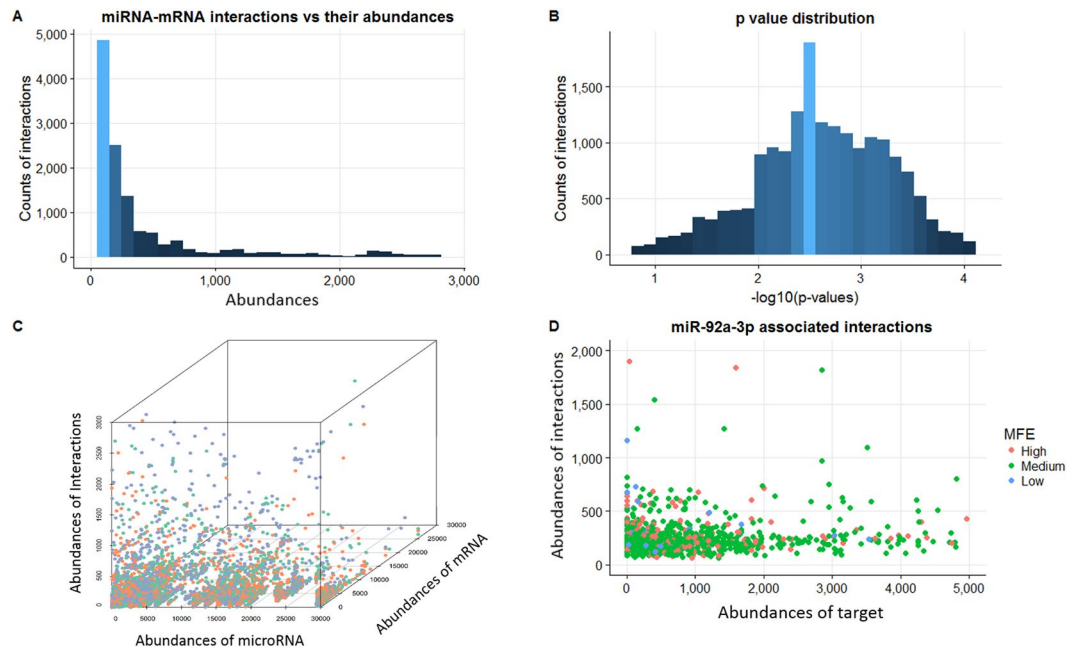 A
miRNA-mRNA interactions vs their abundances
5,000
4,000
3,000
2,000
1,000
0
Counts of interactions
0
1,000
2,000
3,000
Abundances
B
p value distribution
1,500
1,000
500
0
Counts of interactions
1
2
3
4
-log10(p-values)
C
3000
2500
2000
1500
1000
500
0
Abundances of Interactions
0
5000
10000
15000
20000
25000
30000
Abundances of microRNA
0
5000
10000
15000
20000
25000
30000
Abundances of mRNA
D
miR-92a-3p associated interactions
2,000
1,500
1,000
500
0
Abundances of interactions
0
1,000
2,000
3,000
4,000
5,000
Abundances of target
MFE
High
Medium
Low